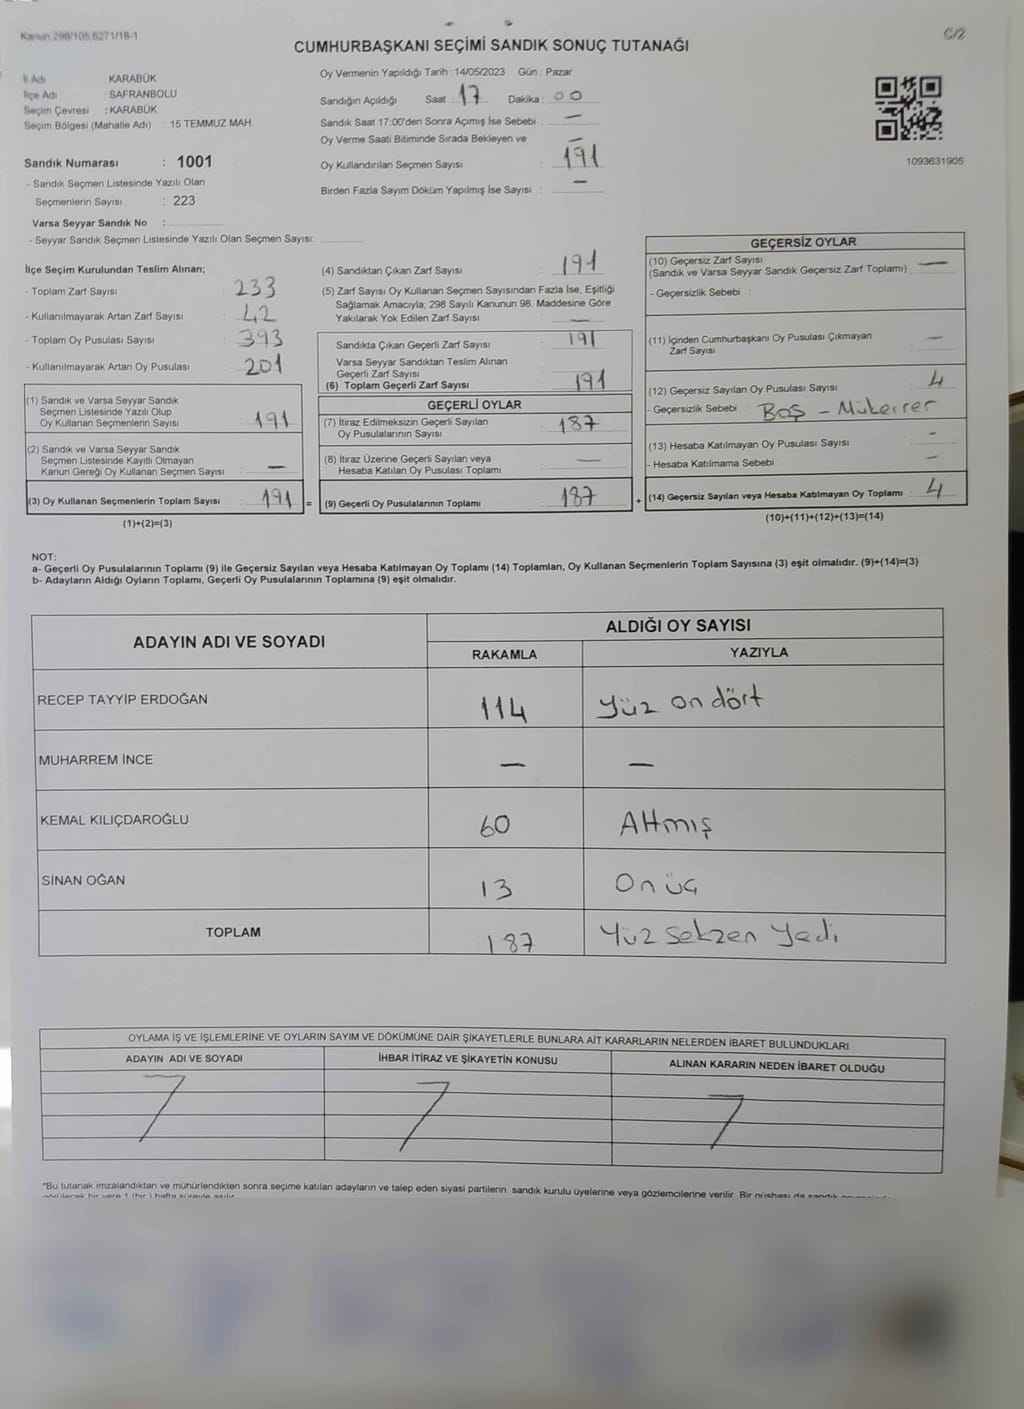 Kanun.298/105,6271/18-1
C/2
CUMHURBAŞKANI SEÇİMİ SANDIK SONUÇ TUTANAĞI
İl Adı : KARABÜK
İlçe Adı : SAFRANBOLU
Seçim Çevresi : KARABÜK
Seçim Bölgesi (Mahalle Adı) : 15 TEMMUZ MAH.
Sandık Numarası : 1001
- Sandık Seçmen Listesinde Yazılı Olan
Seçmenlerin Sayısı : 223
Varsa Seyyar Sandık No :
- Seyyar Sandık Seçmen Listesinde Yazılı Olan Seçmen Sayısı:
Oy Vermenin Yapıldığı Tarih : 14/05/2023 Gün : Pazar
Sandığın Açıldığı Saat : 17 Dakika : 00
Sandık Saat 17:00'den Sonra Açımış İse Sebebi : —
Oy Verme Saati Bitiminde Sırada Bekleyen ve —
Oy Kullandırılan Seçmen Sayısı : 191
Birden Fazla Sayım Döküm Yapılmış İse Sayısı : —
1093631905
İlçe Seçim Kurulundan Teslim Alınan;
- Toplam Zarf Sayısı : 233
- Kullanılmayarak Artan Zarf Sayısı : 42
- Toplam Oy Pusulası Sayısı : 393
- Kullanılmayarak Artan Oy Pusulası : 201
(1) Sandık ve Varsa Seyyar Sandık
Seçmen Listesinde Yazılı Olup
Oy Kullanan Seçmenlerin Sayısı : 191
(2) Sandık ve Varsa Seyyar Sandık
Seçmen Listesinde Kayıtlı Olmayan
Kanun Gereği Oy Kullanan Seçmen Sayısı : —
(3) Oy Kullanan Seçmenlerin Toplam Sayısı : 191 =
(1)+(2)=(3)
(4) Sandıktan Çıkan Zarf Sayısı : 191
(5) Zarf Sayısı Oy Kullanan Seçmen Sayısından Fazla İse, Eşitliği
Sağlamak Amacıyla; 298 Sayılı Kanunun 98. Maddesine Göre
Yakılarak Yok Edilen Zarf Sayısı : —
Sandıkta Çıkan Geçerli Zarf Sayısı : 191
Varsa Seyyar Sandıktan Teslim Alınan
Geçerli Zarf Sayısı :
(6) Toplam Geçerli Zarf Sayısı : 191
GEÇERLİ OYLAR
(7) İtiraz Edilmeksizin Geçerli Sayılan
Oy Pusulalarının Sayısı : 187
(8) İtiraz Üzerine Geçerli Sayılan veya
Hesaba Katılan Oy Pusulası Toplamı : —
(9) Geçerli Oy Pusulalarının Toplamı : 187 +
GEÇERSİZ OYLAR
(10) Geçersiz Zarf Sayısı —
(Sandık ve Varsa Seyyar Sandık Geçersiz Zarf Toplamı) :
- Geçersizlik Sebebi :
(11) İçinden Cumhurbaşkanı Oy Pusulası Çıkmayan : —
Zarf Sayısı
(12) Geçersiz Sayılan Oy Pusulası Sayısı : 4
- Geçersizlik Sebebi : Boş - Mükerrer
(13) Hesaba Katılmayan Oy Pusulası Sayısı : -
- Hesaba Katılmama Sebebi : -
(14) Geçersiz Sayılan veya Hesaba Katılmayan Oy Toplamı : 4
(10)+(11)+(12)+(13)=(14)
NOT:
a- Geçerli Oy Pusulalarının Toplamı (9) ile Geçersiz Sayılan veya Hesaba Katılmayan Oy Toplamı (14) Toplamları, Oy Kullanan Seçmenlerin Toplam Sayısına (3) eşit olmalıdır. (9)+(14)=(3)
b- Adayların Aldığı Oyların Toplamı, Geçerli Oy Pusulalarının Toplamına (9) eşit olmalıdır.
ADAYIN ADI VE SOYADI ALDIĞI OY SAYISI
RAKAMLA YAZIYLA
RECEP TAYYİP ERDOĞAN 114 Yüz on dört
MUHARREM İNCE — —
KEMAL KILIÇDAROĞLU 60 Altmış
SİNAN OĞAN 13 On üç
TOPLAM 187 Yüz Seksen Yedi
OYLAMA İŞ VE İŞLEMLERİNE VE OYLARIN SAYIM VE DÖKÜMÜNE DAİR ŞİKAYETLERLE BUNLARA AİT KARARLARIN NELERDEN İBARET BULUNDUKLARI
ADAYIN ADI VE SOYADI İHBAR İTİRAZ VE ŞİKAYETİN KONUSU ALINAN KARARIN NEDEN İBARET OLDUĞU
*Bu tutanak imzalandıktan ve mühürlendikten sonra seçime katılan adayların ve talep eden siyasi partilerin sandık kurulu üyelerine veya gözlemcilerine verilir. Bir nüshası da sandık
görülecek bir yere 1 (bir) hafta süreyle asılır.